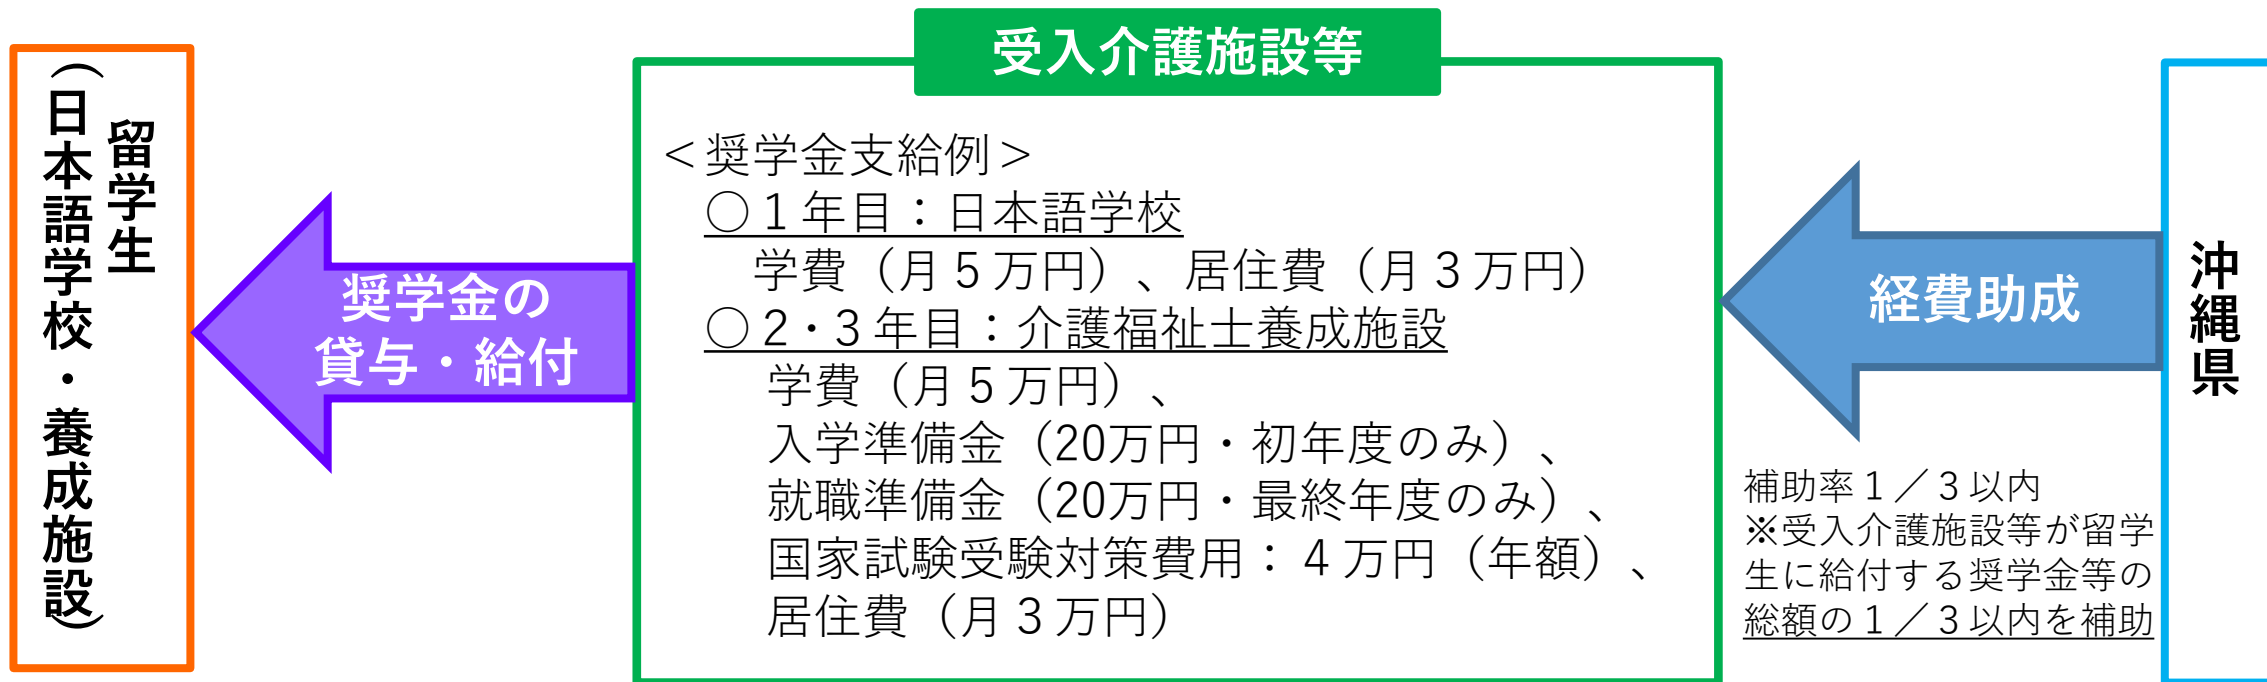 留学生
（日本語学校・養成施設）
奨学金の
貸与・給付
受入介護施設等
＜奨学金支給例＞
○１年目：日本語学校
学費（月５万円）、居住費（月３万円）
○２・３年目：介護福祉士養成施設
学費（月５万円）、
入学準備金（20万円・初年度のみ）、
就職準備金（20万円・最終年度のみ）、
国家試験受験対策費用：４万円（年額）、
居住費（月３万円）
経費助成
補助率１／３以内
※受入介護施設等が留学
生に給付する奨学金等の
総額の１／３以内を補助
沖縄県